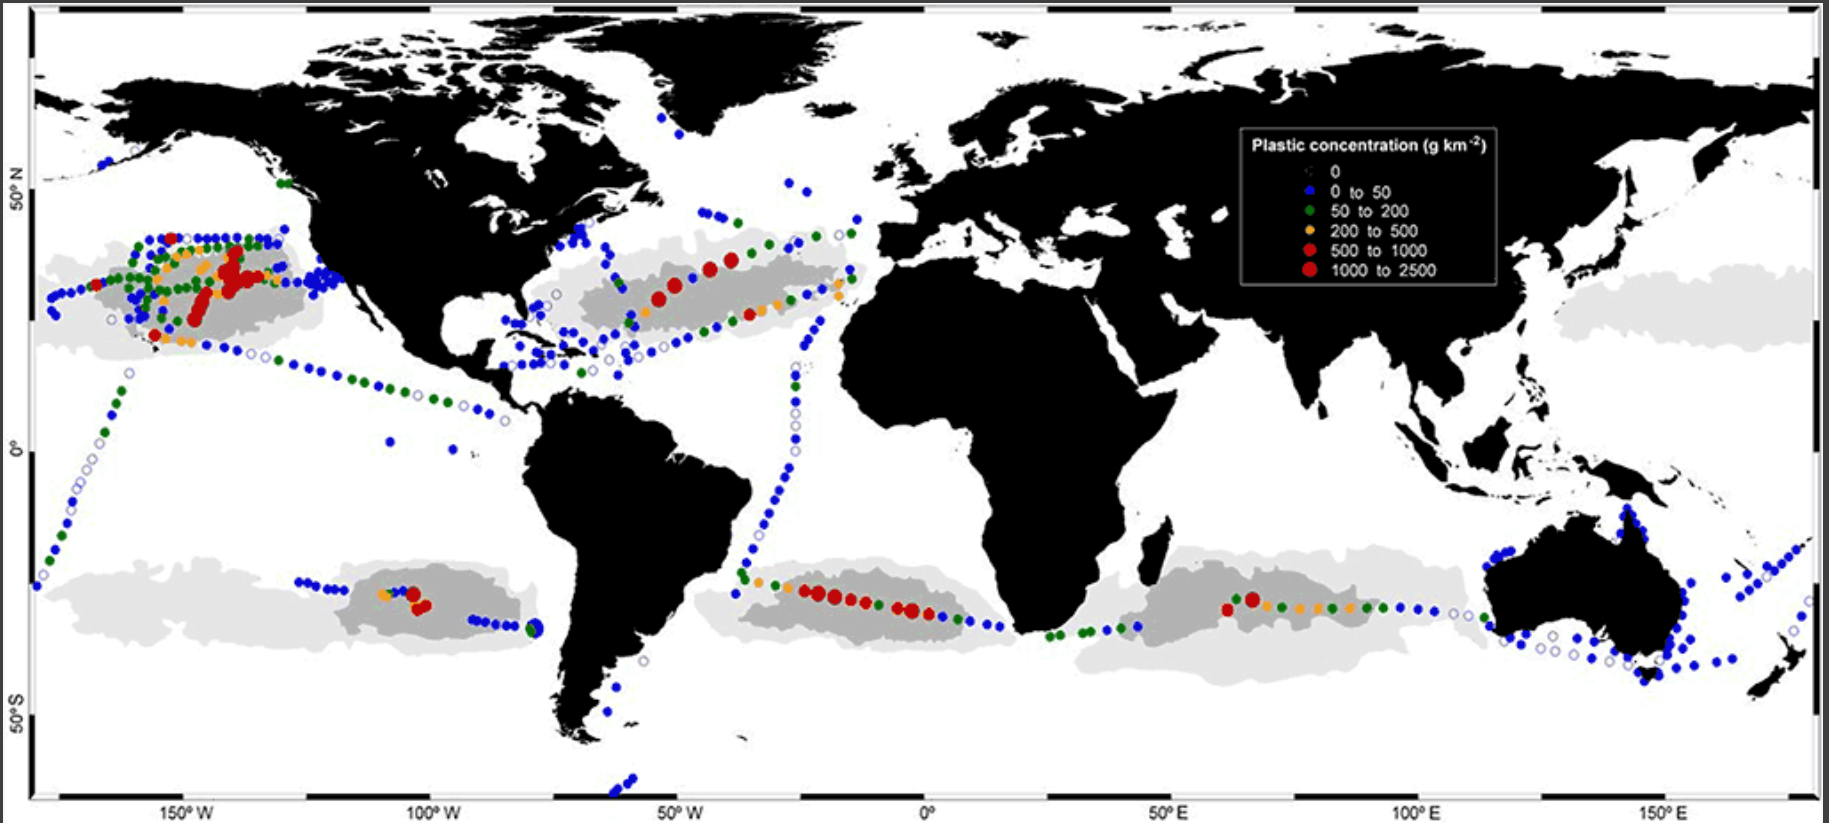 Plastic concentration (g km⁻²)
0
0 to 50
50 to 200
200 to 500
500 to 1000
1000 to 2500
50° N
0°
50° S
150° W
100° W
50° W
0°
50° E
100° E
150° E